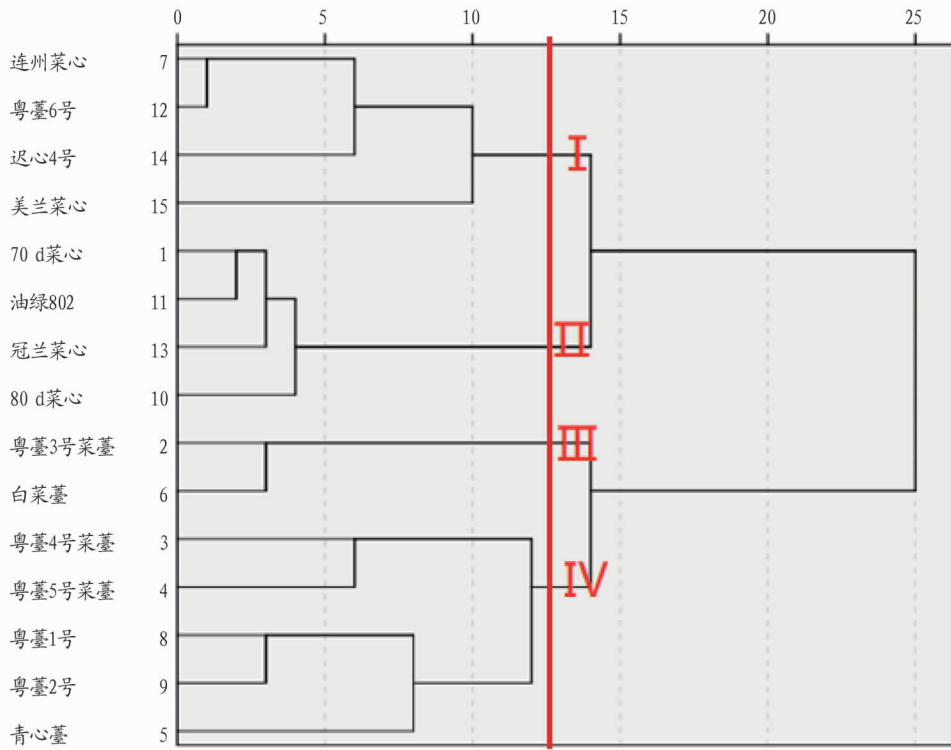 0 5 10 15 20 25
连州菜心 7
粤薹6号 12
迟心4号 14
I
美兰菜心 15
70 d菜心 1
油绿802 11
冠兰菜心 13
II
80 d菜心 10
粤薹3号菜薹 2
III
白菜薹 6
粤薹4号菜薹 3
粤薹5号菜薹 4
IV
粤薹1号 8
粤薹2号 9
青心薹 5